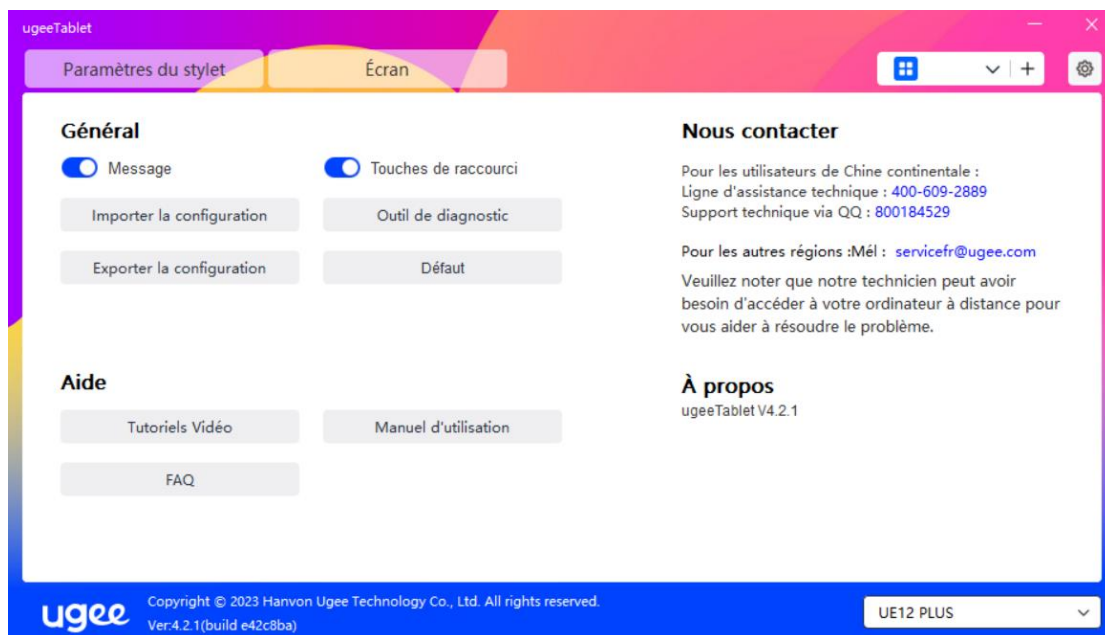 ugeeTablet
Paramètres du stylet
Écran
Général
Message
Touches de raccourci
Importer la configuration
Outil de diagnostic
Exporter la configuration
Défaut
Aide
Tutoriels Vidéo
Manuel d'utilisation
FAQ
Nous contacter
Pour les utilisateurs de Chine continentale :
Ligne d'assistance technique : 400-609-2889
Support technique via QQ : 800184529
Pour les autres régions :Mél : servicefr@ugee.com
Veuillez noter que notre technicien peut avoir
besoin d'accéder à votre ordinateur à distance pour
vous aider à résoudre le problème.
À propos
ugeeTablet V4.2.1
ugee
Copyright © 2023 Hanvon Ugee Technology Co., Ltd. All rights reserved.
Ver:4.2.1(build e42c8ba)
UE12 PLUS